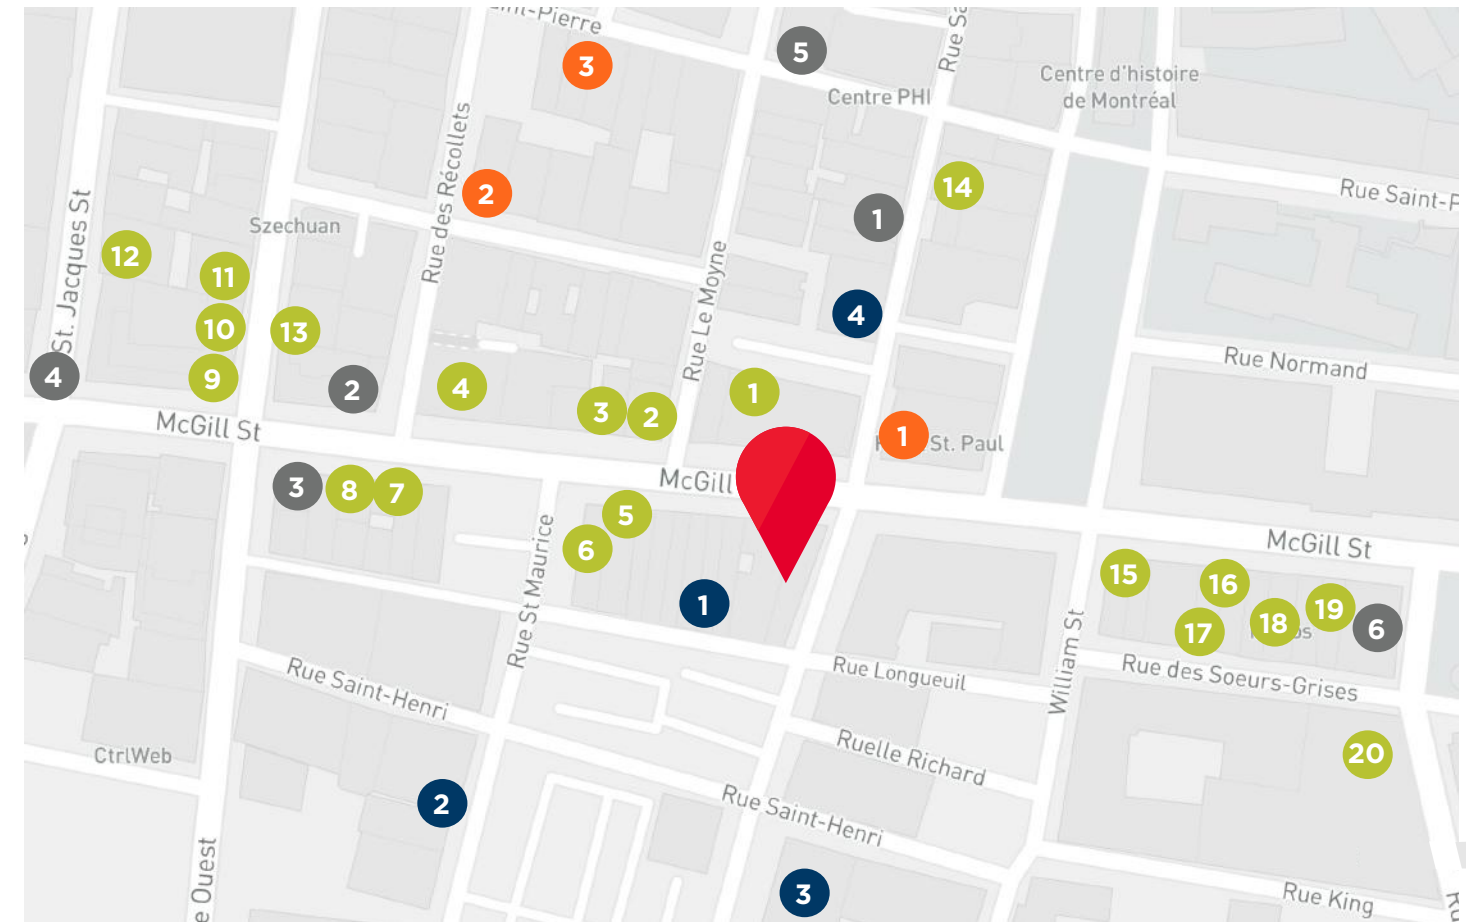 int-Pierre
3
5
Rue Sa
Centre d'histoire
de Montréal
Centre PHI
Rue des Récollets
2
14
Rue Saint-P
1
St. Jacques St
Szechuan
12
11
Rue Le Moyne
4
10
13
Rue Normand
4
9
2
4
3
2
1
McGill St
1
St. Paul
McGill
3
8
7
5
6
Rue St Maurice
McGill St
15
16
1
17
18
19
6
William St
Rue Longueuil
Rue des Soeurs-Grises
Rue Saint-Henri
CtrlWeb
Ruelle Richard
20
2
Rue Saint-Henri
e Ouest
3
Rue King